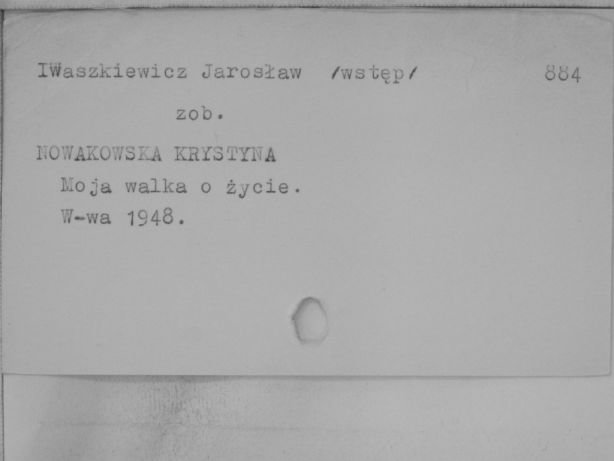 IWaszkiewicz Jarosław /wstęp/ 884
zob.
NOWAKOWSKA KRYSTYNA
Moja walka o życie.
W-wa 1948.